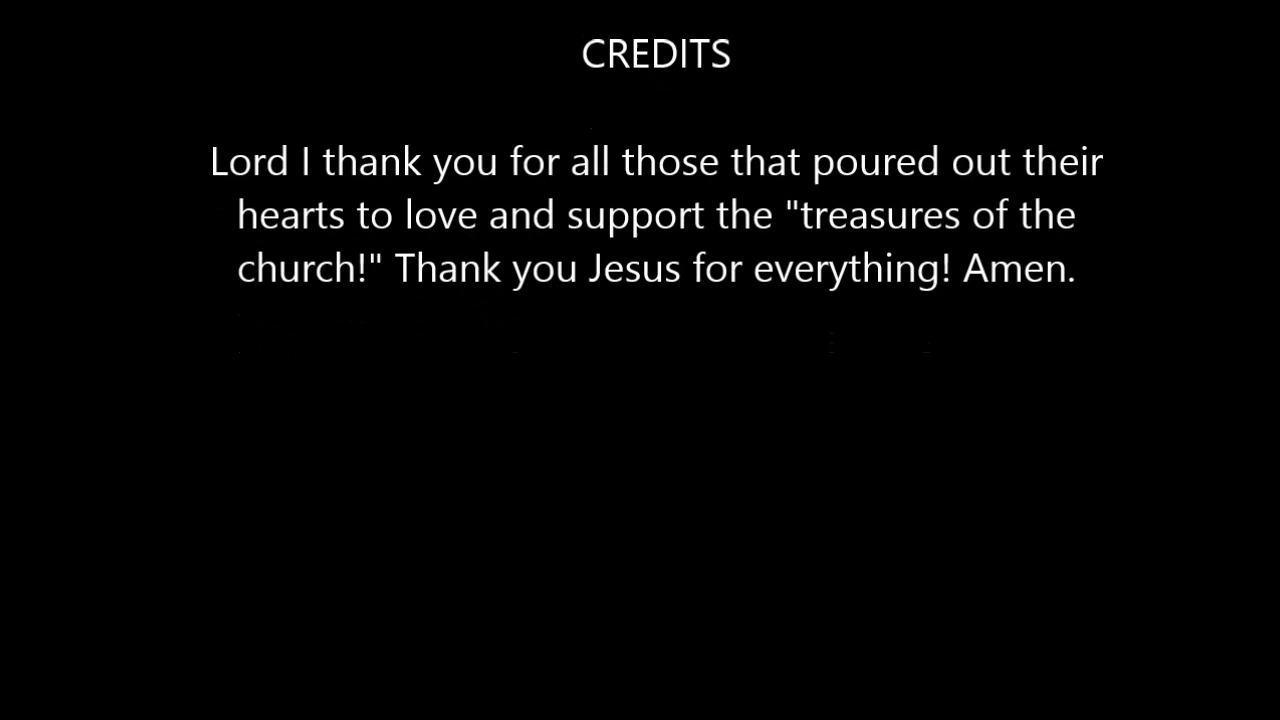 CREDITS
Lord I thank you for all those that poured out their
hearts to love and support the "treasures of the
church!" Thank you Jesus for everything! Amen.